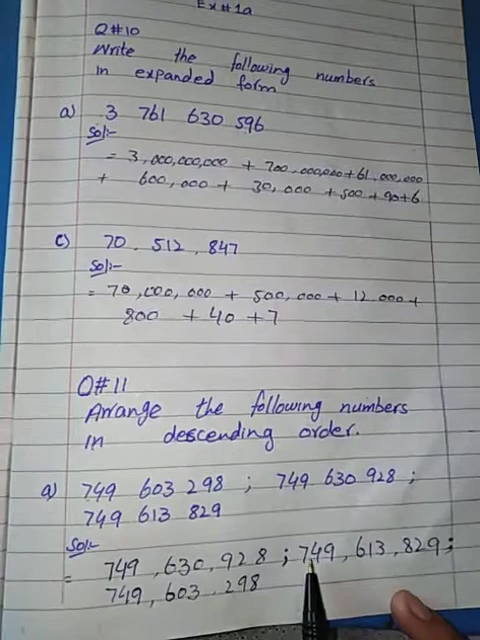 Ex#1a
Q#10
Write the following numbers
in expanded form
a) 3 761 630 596
Sol:-
= 3,000,000,000 + 700,000,000+61,000,000
+ 600,000 + 30,000 + 500 + 90+6
c) 70,512,847
Sol:-
= 70,000,000 + 500,000 + 12 000+
800 + 40 + 7
Q#11
Arrange the following numbers
in descending order.
a) 749 603 298 ; 749 630 928 ;
749 613 829
Sol:-
= 749,630,928 ; 749,613,829;
749,603,298